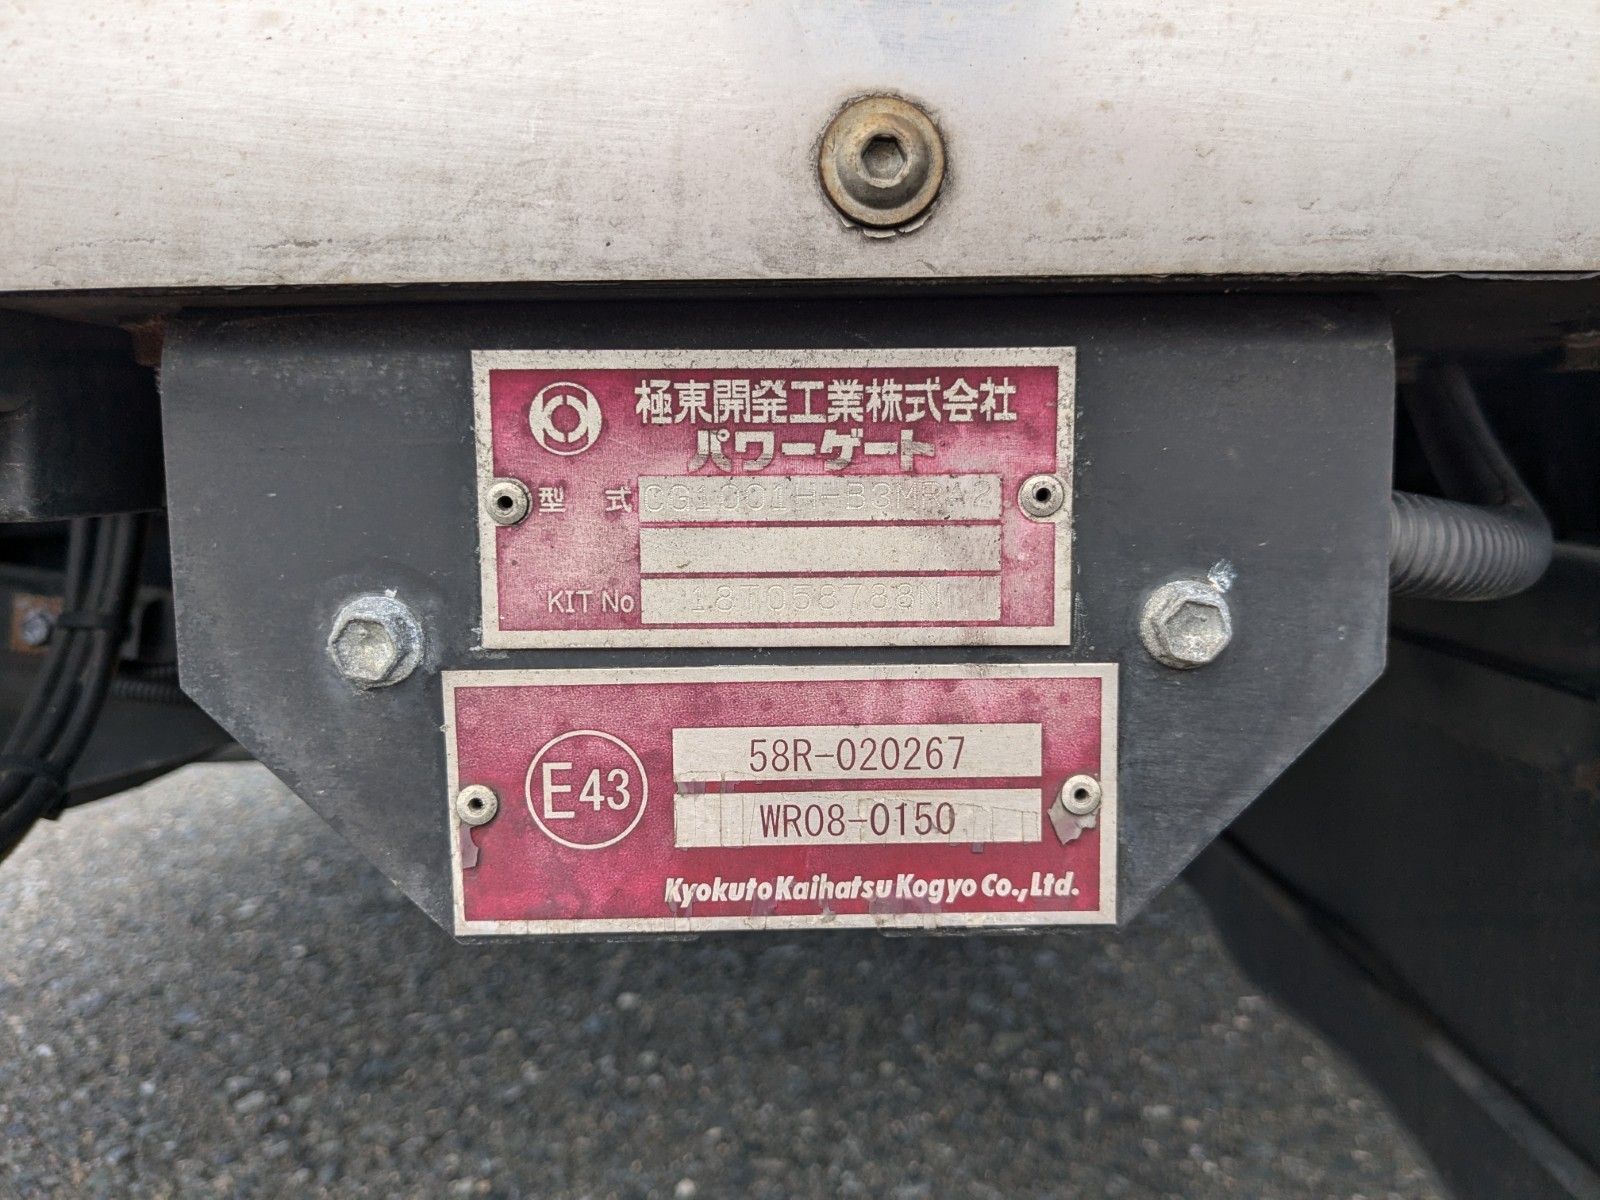 極東開発工業株式会社
パワーゲート
型 式 CG1001H-B3MRA2
KIT No 18T058788N
E43
58R-020267
WR08-0150
Kyokuto Kaihatsu Kogyo Co., Ltd.